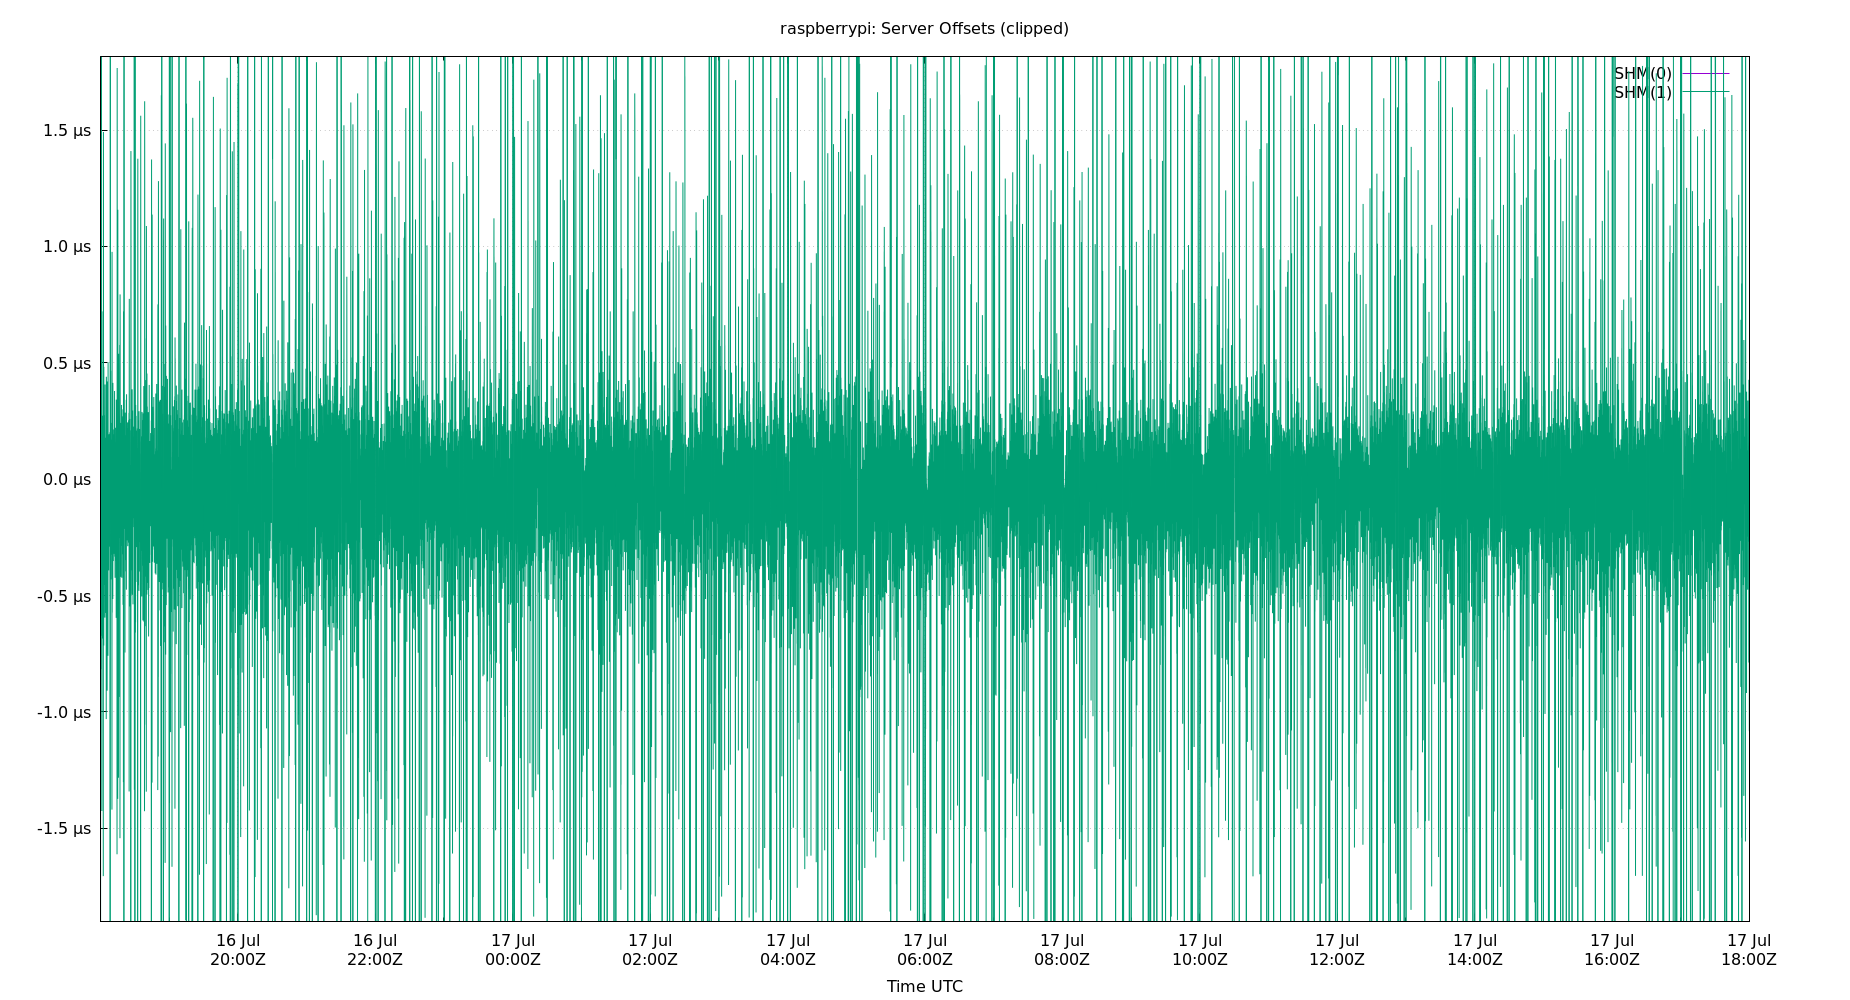 raspberrypi: Server Offsets (clipped)
SHM(0)
SHM(1)
1.5 µs
1.0 µs
0.5 µs
0.0 µs
-0.5 µs
-1.0 µs
-1.5 µs
16 Jul 16 Jul 17 Jul 17 Jul 17 Jul 17 Jul 17 Jul 17 Jul 17 Jul 17 Jul 17 Jul 17 Jul
20:00Z 22:00Z 00:00Z 02:00Z 04:00Z 06:00Z 08:00Z 10:00Z 12:00Z 14:00Z 16:00Z 18:00Z
Time UTC